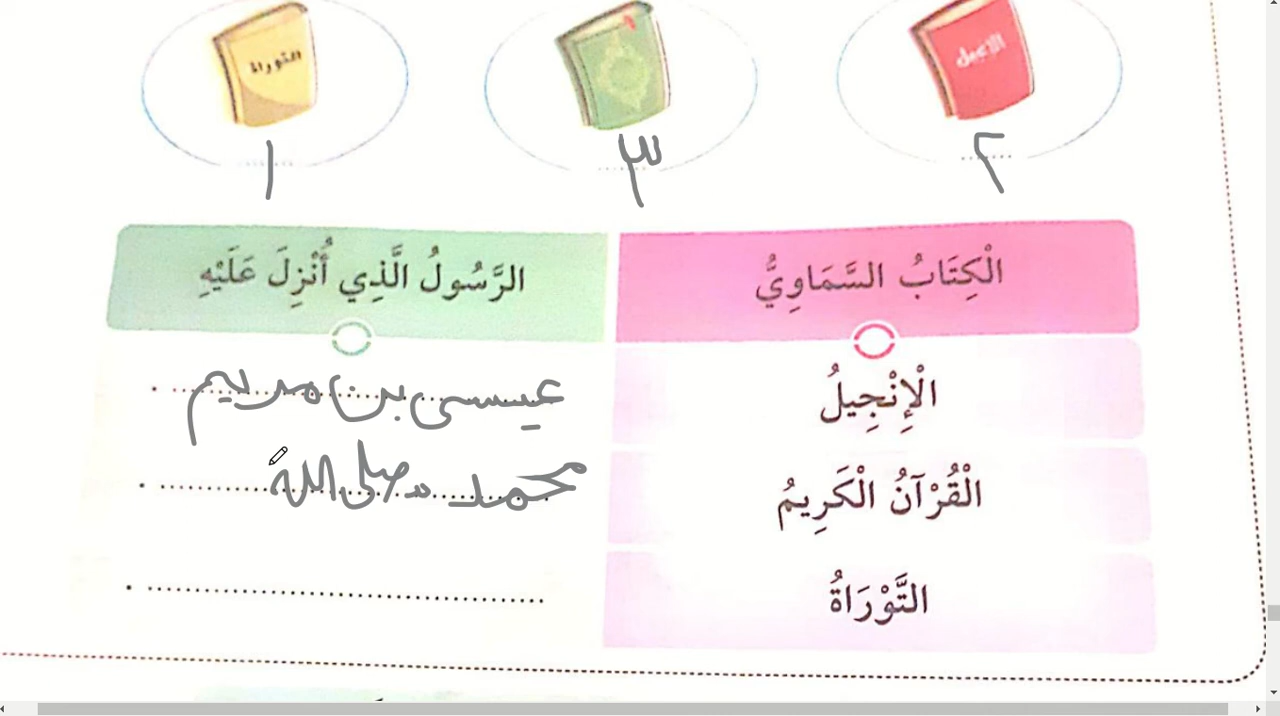 الانجيل
التوراة
٢
٣
١
الْكِتَابُ السَّمَاوِيُّ
الرَّسُولُ الَّذِي أُنْزِلَ عَلَيْهِ
الْإِنْجِيلُ
عيسى بن مريم
الْقُرْآنُ الْكَرِيمُ
محمد صلى الله
التَّوْرَاةُ